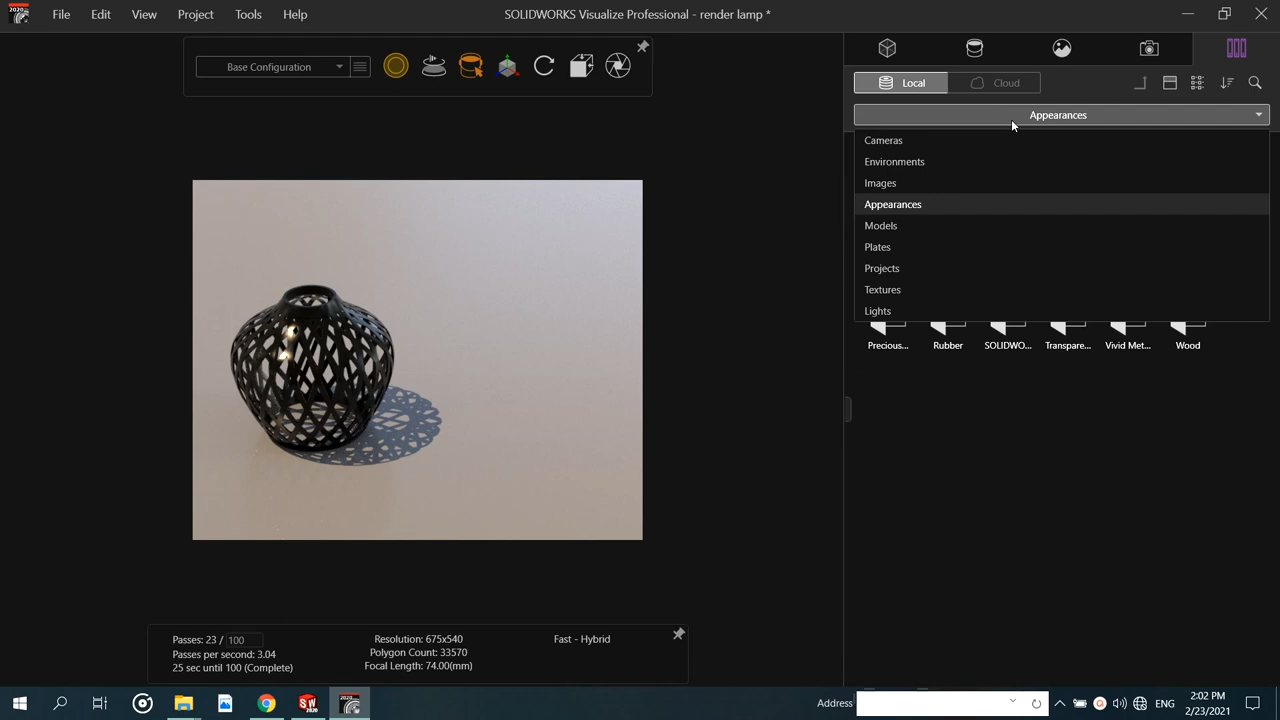 File Edit View Project Tools Help SOLIDWORKS Visualize Professional - render lamp *
Base Configuration
Local Cloud
Appearances
Cameras
Environments
Images
Appearances
Models
Plates
Projects
Textures
Lights
Precious... Rubber SOLIDWO... Transpare... Vivid Met... Wood
Passes: 23 / 100
Passes per second: 3.04
25 sec until 100 (Complete)
Resolution: 675x540
Polygon Count: 33570
Focal Length: 74.00(mm)
Fast - Hybrid
Address
ENG
2:02 PM
2/23/2021